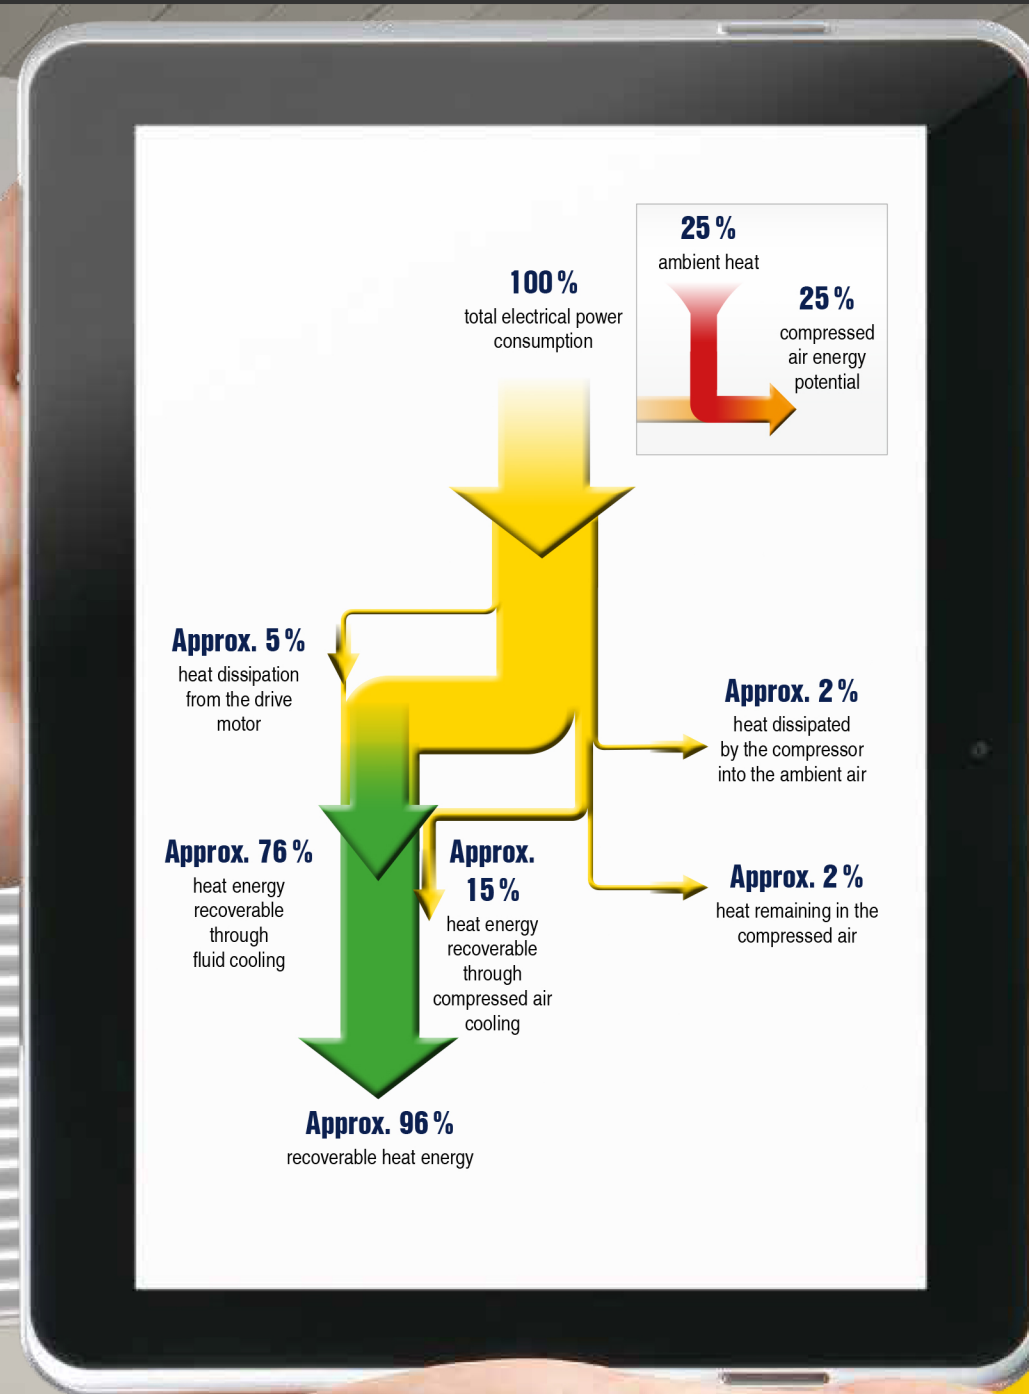 25 %
ambient heat
100 %
total electrical power
consumption
25 %
compressed
air energy
potential
Approx. 5 %
heat dissipation
from the drive
motor
Approx. 2 %
heat dissipated
by the compressor
into the ambient air
Approx. 76 %
heat energy
recoverable
through
fluid cooling
Approx.
15 %
heat energy
recoverable
through
compressed air
cooling
Approx. 2 %
heat remaining in the
compressed air
Approx. 96 %
recoverable heat energy